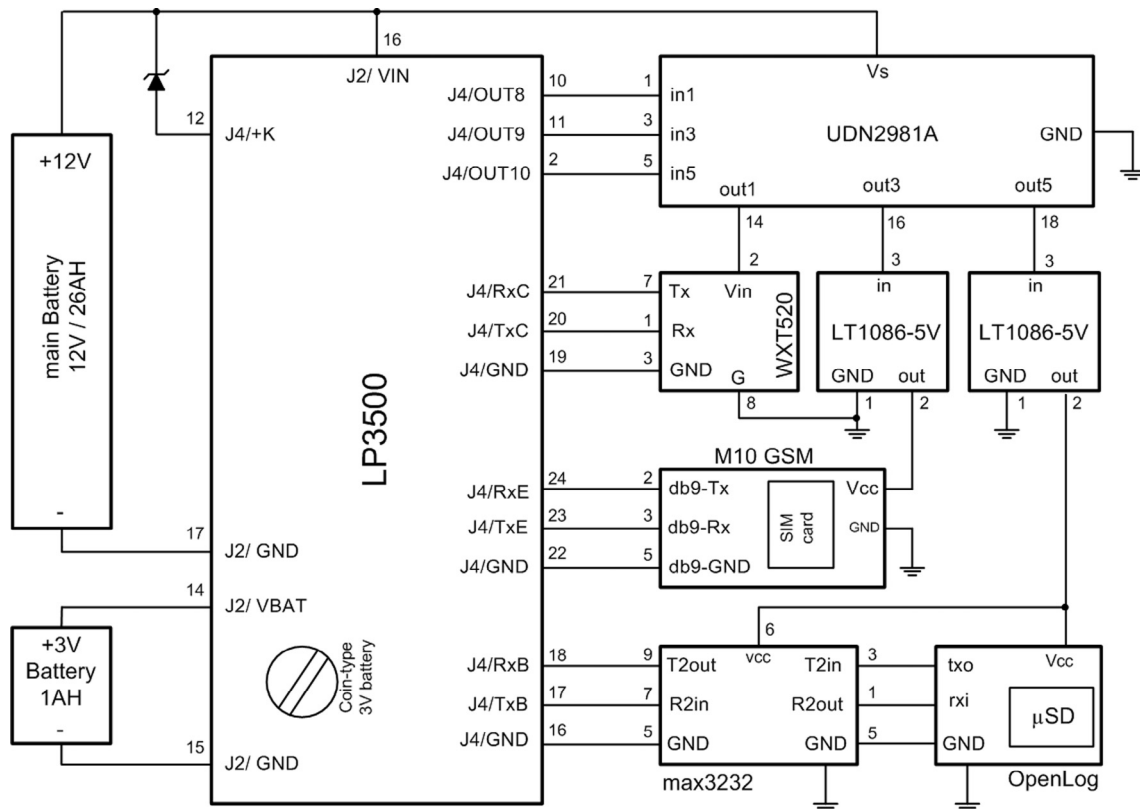 16
J2/ VIN
12
J4/+K
+12V
main Battery
12V / 26AH
-
17
J2/ GND
14
J2/ VBAT
+3V
Battery
1AH
-
15
J2/ GND
LP3500
Coin-type
3V battery
J4/OUT8
10
1
in1
J4/OUT9
11
3
in3
J4/OUT10
2
5
in5
Vs
UDN2981A
GND
out1
out3
out5
14
16
18
2
3
3
J4/RxC
21
7
Tx
Vin
J4/TxC
20
1
Rx
J4/GND
19
3
GND
G
8
WXT520
in
LT1086-5V
GND
out
1
2
in
LT1086-5V
GND
out
1
2
M10 GSM
J4/RxE
24
2
db9-Tx
J4/TxE
23
3
db9-Rx
J4/GND
22
5
db9-GND
SIM
card
Vcc
GND
6
J4/RxB
18
9
T2out
vcc
T2in
3
txo
Vcc
J4/TxB
17
7
R2in
R2out
1
rxi
μSD
J4/GND
16
5
GND
GND
5
GND
max3232
OpenLog